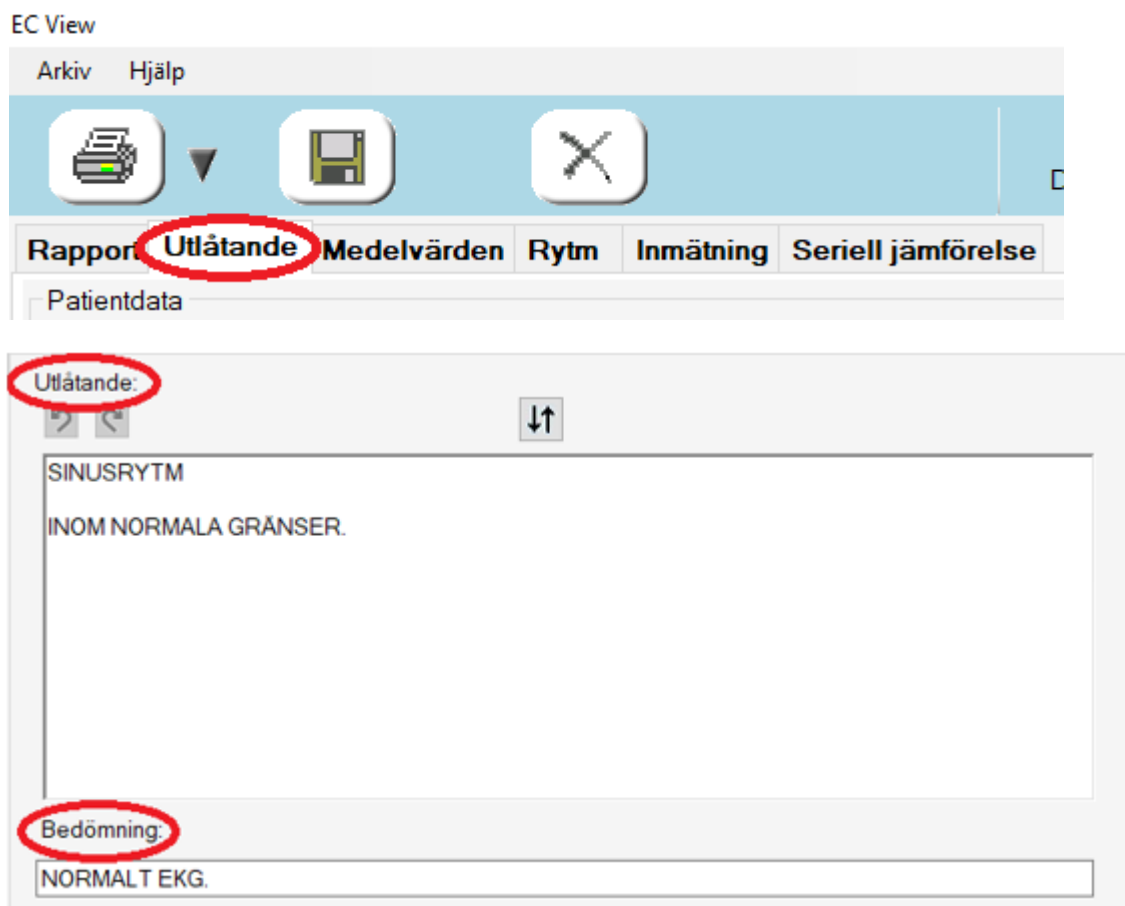 EC View
Arkiv Hjälp
D
Rapport Utlåtande Medelvärden Rytm Inmätning Seriell jämförelse
Patientdata
Utlåtande:
SINUSRYTM
INOM NORMALA GRÄNSER.
Bedömning:
NORMALT EKG.